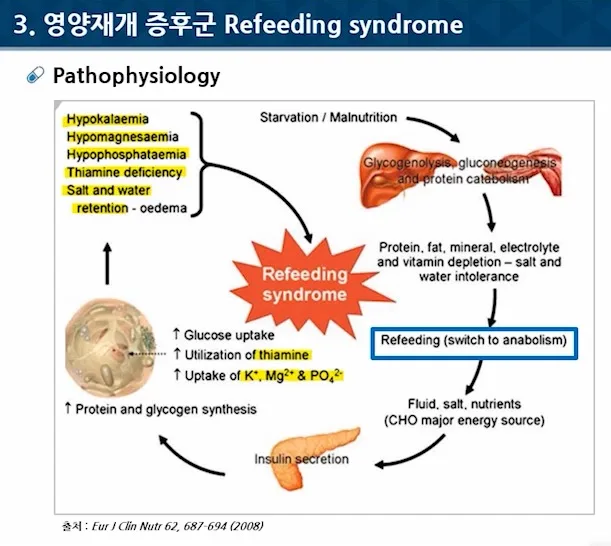 3. 영양재개 증후군 Refeeding syndrome
Pathophysiology
Hypokalaemia
Hypomagnesaemia
Hypophosphataemia
Thiamine deficiency
Salt and water
retention - oedema
Starvation / Malnutrition
Glycogenolysis, gluconeogenesis
and protein catabolism
Protein, fat, mineral, electrolyte
and vitamin depletion – salt and
water intolerance
Refeeding
syndrome
Refeeding (switch to anabolism)
↑ Glucose uptake
↑ Utilization of thiamine
↑ Uptake of K⁺, Mg²⁺ & PO₄²⁻
↑ Protein and glycogen synthesis
Fluid, salt, nutrients
(CHO major energy source)
Insulin secretion
출처 : Eur J Clin Nutr 62, 687-694 (2008)